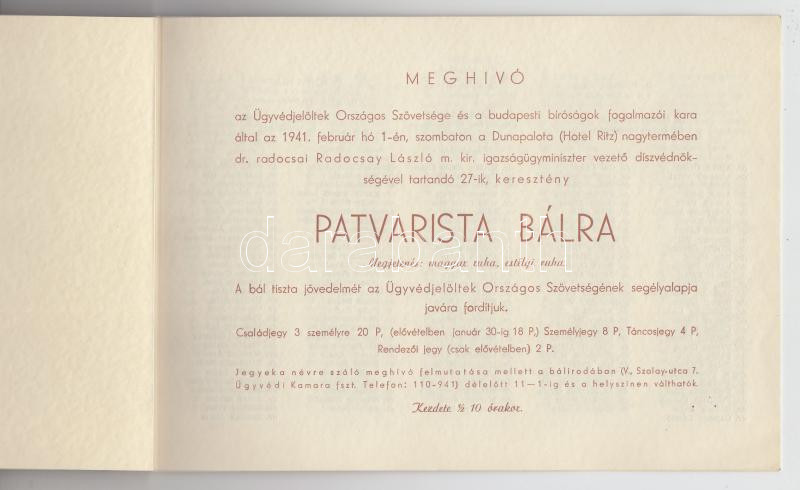 MEGHIVÓ
az Ügyvédjelöltek Országos Szövetsége és a budapesti bíróságok fogalmazói kara
által az 1941. február hó 1-én, szombaton a Dunapalota (Hotel Ritz) nagytermében
dr. radocsai Radocsay László m. kir. igazságügyminiszter vezető díszvédnök-
ségével tartandó 27-ik, keresztény
PATVARISTA BÁLRA
darabanth
Megjelenés: magyar ruha, estélyi ruha.
A bál tiszta jövedelmét az Ügyvédjelöltek Országos Szövetségének segélyalapja
javára fordítjuk.
Családjegy 3 személyre 20 P, (elővételben január 30-ig 18 P,) Személyjegy 8 P, Táncosjegy 4 P,
Rendezői jegy (csak elővételben) 2 P.
Jegyeka névre száló meghívó felmutatása mellett a bálirodában (V., Szalay-utca 7.
Ügyvédi Kamara fszt. Telefon: 110-941) délelőtt 11—1-ig és a helyszínen válthatók.
Kezdete ½ 10 órakor.